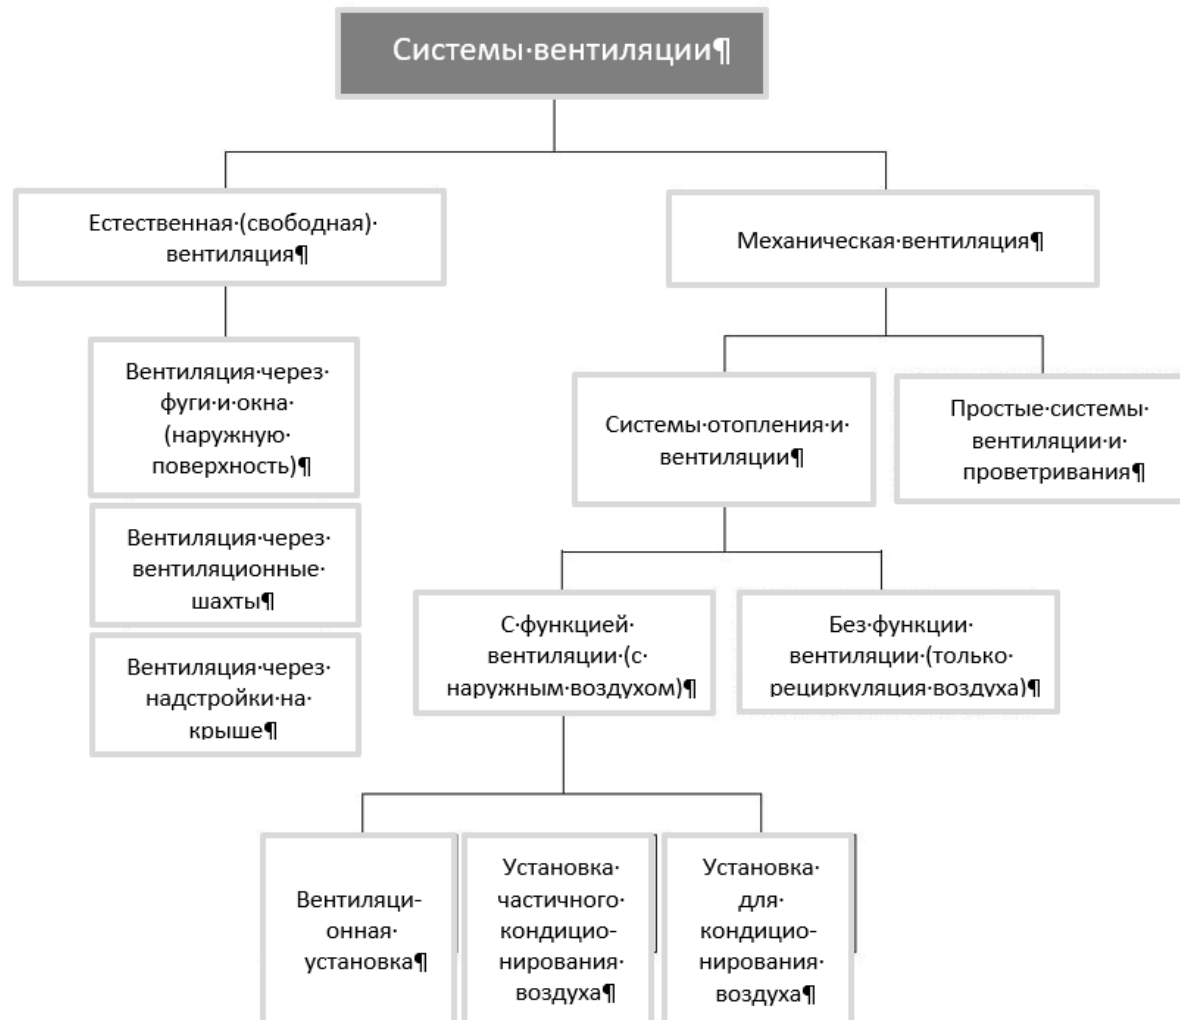 Системы·вентиляции¶
Естественная·(свободная)·
вентиляция¶
Механическая·вентиляция¶
Вентиляция·через·
фуги·и·окна·
(наружную·
поверхность)¶
Системы·отопления·и·
вентиляции¶
Простые·системы·
вентиляции·и·
проветривания¶
Вентиляция·через·
вентиляционные·
шахты¶
Вентиляция·через·
надстройки·на·
крыше¶
С·функцией·
вентиляции·(с·
наружным·воздухом)¶
Без·функции·
вентиляции·(только·
рециркуляция·воздуха)¶
Вентиляци-
онная·
установка¶
Установка·
частичного·
кондицио-
нирования·
воздуха¶
Установка·
для·
кондицио-
нирования·
воздуха¶